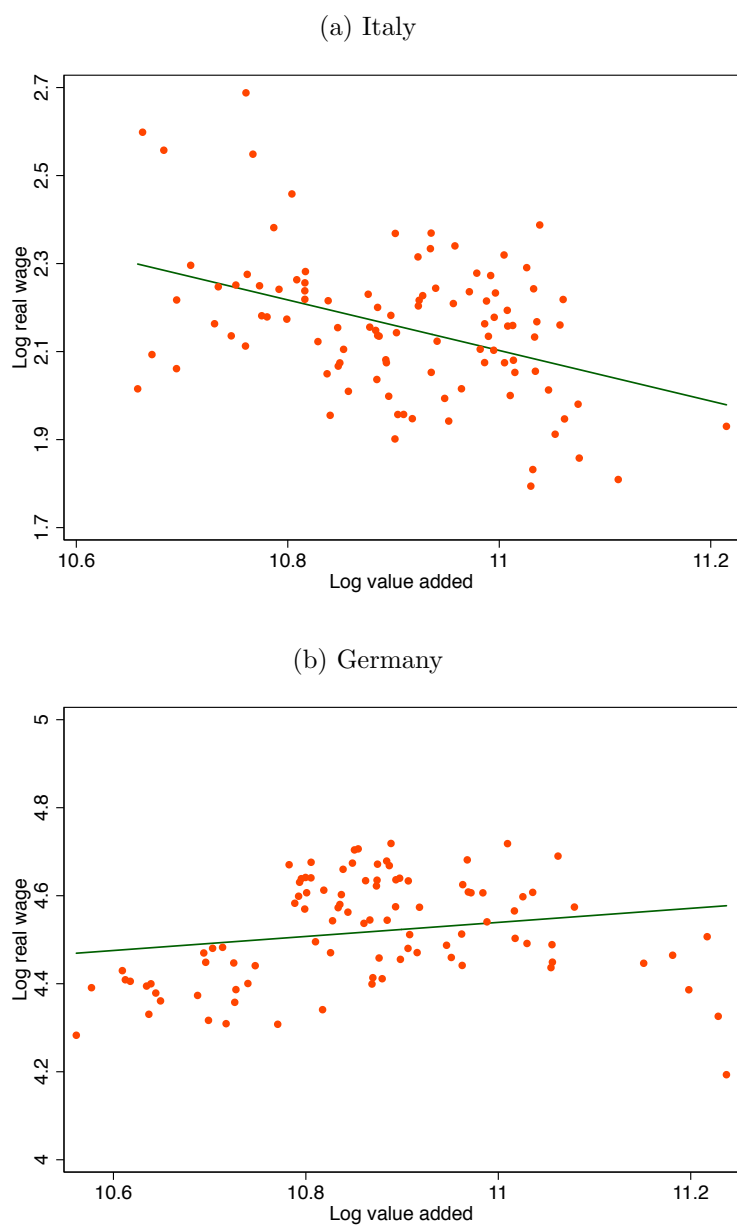 (a) Italy
2.7
2.5
2.3
2.1
1.9
1.7
Log real wage
10.6 10.8 11 11.2
Log value added
(b) Germany
5
4.8
4.6
4.4
4.2
4
Log real wage
10.6 10.8 11 11.2
Log value added